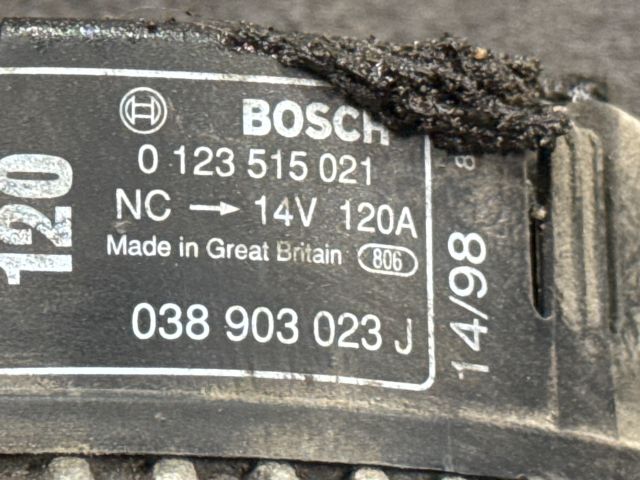 BOSCH
0 123 515 021
NC → 14V 120A
Made in Great Britain 806
038 903 023 J
120
14/98
8